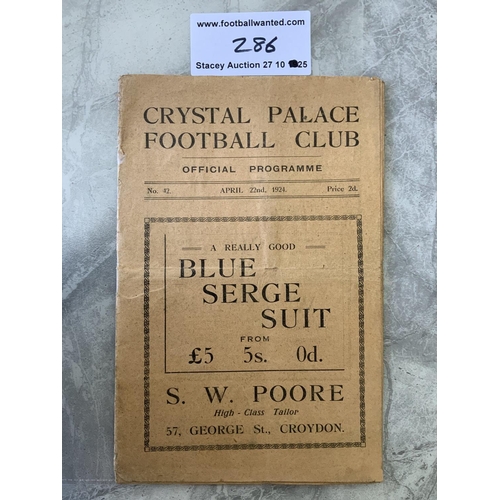 www.footballwanted.com
286
Stacey Auction 27 10 25
CRYSTAL PALACE
FOOTBALL CLUB
OFFICIAL PROGRAMME
No. 42. APRIL 22nd, 1924. Price 2d.
A REALLY GOOD
BLUE
SERGE
SUIT
FROM
£5 5s. 0d.
S. W. POORE
High - Class Tailor
57, GEORGE St., CROYDON.